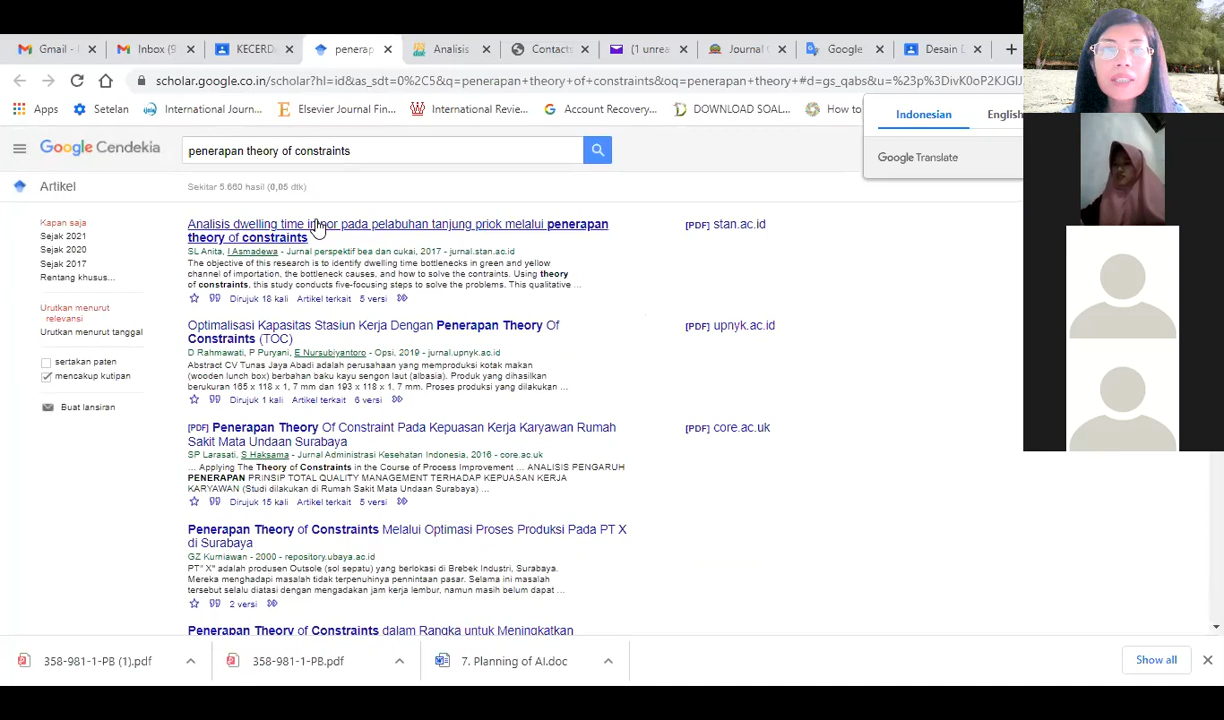 Gmail -
Inbox (9
KECERD
penerap
Analisis
Contacts
(1 unrea
Journal
Google
Desain D
scholar.google.co.in/scholar?hl=id&as_sdt=0%2C5&q=penerapan+theory+of+constraints&oq=penerapan+theory+#d=gs_qabs&u=%23p%3DivK0oP2KJGIJ
Apps
Setelan
International Journ...
Elsevier Journal Fin...
International Revie...
Account Recovery...
DOWNLOAD SOAL...
How to
Indonesian
English
Google Translate
Google Cendekia
penerapan theory of constraints
Artikel
Sekitar 5.660 hasil (0,05 dtk)
Kapan saja
Sejak 2021
Sejak 2020
Sejak 2017
Rentang khusus...
Urutkan menurut
relevansi
Urutkan menurut tanggal
sertakan paten
mencakup kutipan
Buat lansiran
Analisis dwelling time impor pada pelabuhan tanjung priok melalui penerapan
theory of constraints
SL Anita, I Asmadewa - Jurnal perspektif bea dan cukai, 2017 - jurnal.stan.ac.id
The objective of this research is to identify dwelling time bottlenecks in green and yellow
channel of importation, the bottleneck causes, and how to solve the contraints. Using theory
of constraints, this study conducts five-focusing steps to solve the problems. This qualitative ...
Dirujuk 18 kali Artikel terkait 5 versi
[PDF] stan.ac.id
Optimalisasi Kapasitas Stasiun Kerja Dengan Penerapan Theory Of
Constraints (TOC)
D Rahmawati, P Puryani, E Nursubiyantoro - Opsi, 2019 - jurnal.upnyk.ac.id
Abstract CV Tunas Jaya Abadi adalah perusahaan yang memproduksi kotak makan
(wooden lunch box) berbahan baku kayu sengon laut (albasia). Produk yang dihasilkan
berukuran 165 x 118 x 1, 7 mm dan 193 x 118 x 1. 7 mm. Proses produksi yang dilakukan ...
Dirujuk 1 kali Artikel terkait 6 versi
[PDF] upnyk.ac.id
[PDF] Penerapan Theory Of Constraint Pada Kepuasan Kerja Karyawan Rumah
Sakit Mata Undaan Surabaya
SP Larasati, S Haksama - Jurnal Administrasi Kesehatan Indonesia, 2016 - core.ac.uk
... Applying The Theory of Constraints in the Course of Process Improvement ... ANALISIS PENGARUH
PENERAPAN PRINSIP TOTAL QUALITY MANAGEMENT TERHADAP KEPUASAN KERJA
KARYAWAN (Studi dilakukan di Rumah Sakit Mata Undaan Surabaya) ...
Dirujuk 15 kali Artikel terkait 5 versi
[PDF] core.ac.uk
Penerapan Theory of Constraints Melalui Optimasi Proses Produksi Pada PT X
di Surabaya
GZ Kurniawan - 2000 - repository.ubaya.ac.id
PT" X" adalah produsen Outsole (sol sepatu) yang berlokasi di Brebek Industri, Surabaya.
Mereka menghadapi masalah tidak terpenuhinya pennintaan pasar. Selama ini masalah
tersebut selalu diatasi dengan mengadakan jam kerja lembur, namun masih belum dapat ...
2 versi
Penerapan Theory of Constraints dalam Rangka untuk Meningkatkan
358-981-1-PB (1).pdf
358-981-1-PB.pdf
7. Planning of AI.doc
Show all